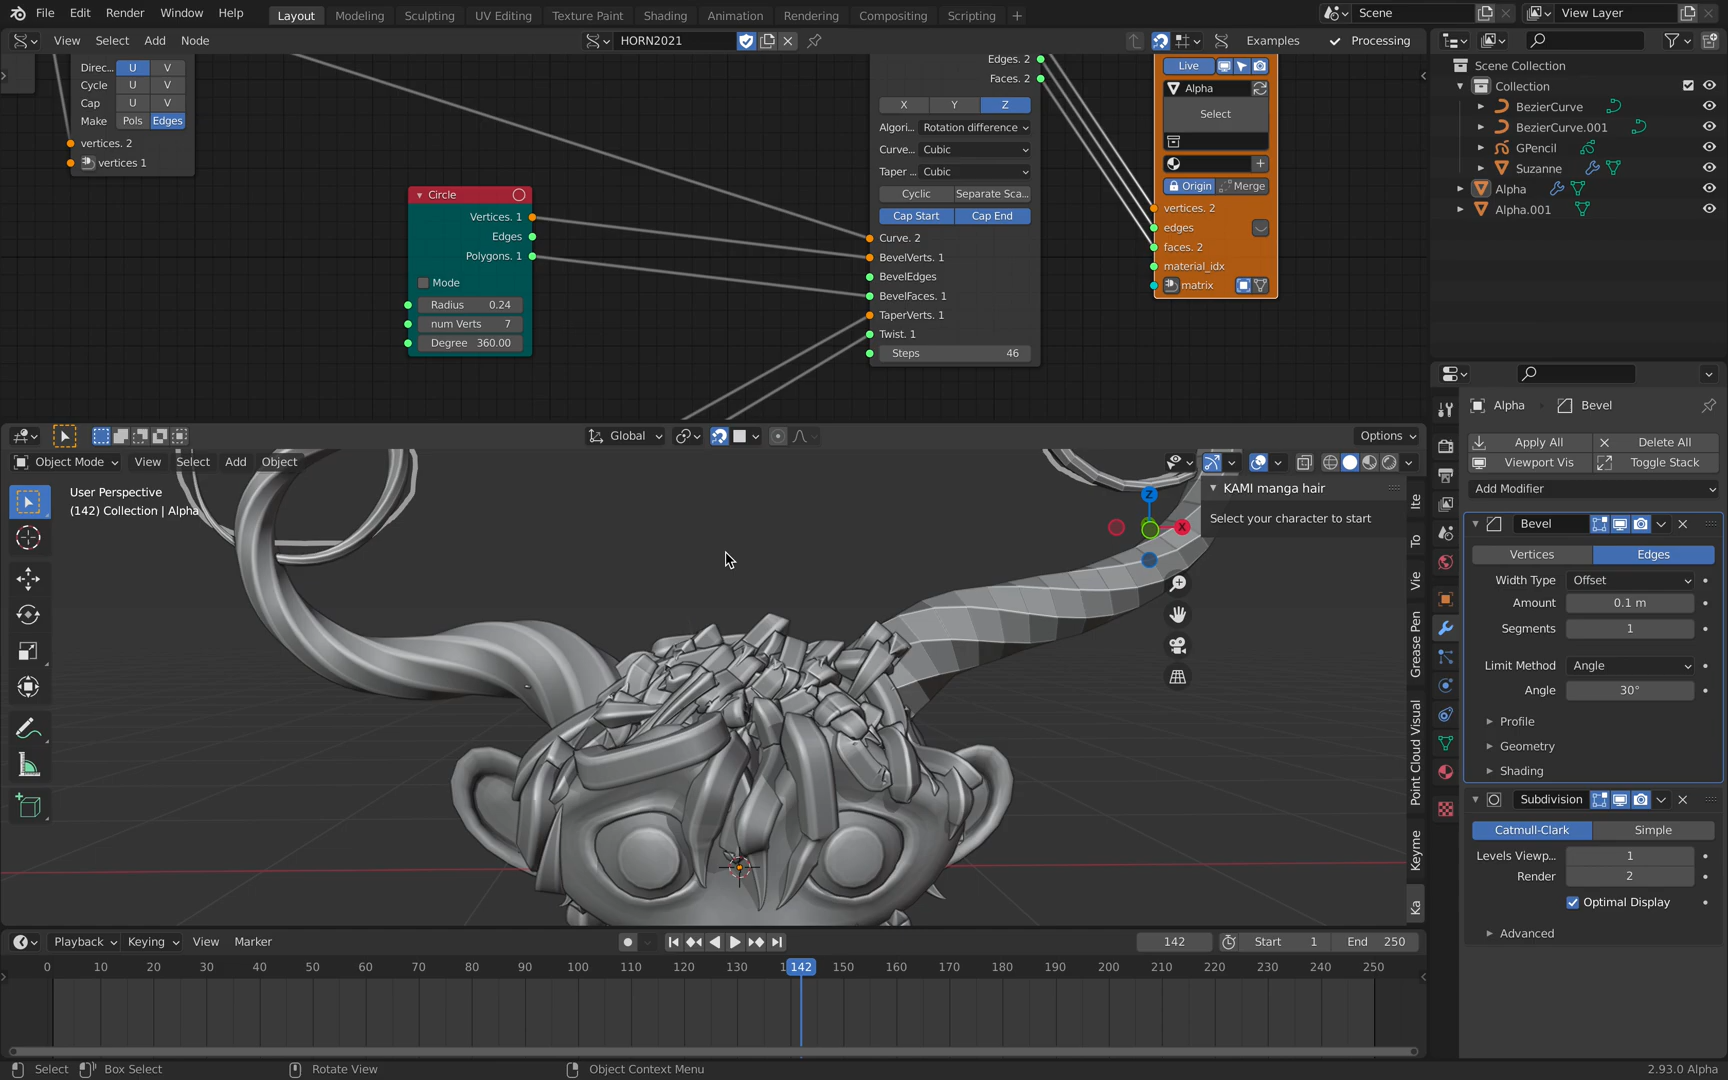 File Edit Render Window Help Layout Modeling Sculpting UV Editing Texture Paint Shading Animation Rendering Compositing Scripting + Scene View Layer
View Select Add Node HORN2021 Examples Processing
Direc... U V
Cycle U V
Cap U V
Make Pols Edges
vertices. 2
vertices 1
Circle
Vertices. 1
Edges
Polygons. 1
Mode
Radius 0.24
num Verts 7
Degree 360.00
Edges. 2
Faces. 2
X Y Z
Algori... Rotation difference
Curve... Cubic
Taper ... Cubic
Cyclic Separate Sca...
Cap Start Cap End
Curve. 2
BevelVerts. 1
BevelEdges
BevelFaces. 1
TaperVerts. 1
Twist. 1
Steps 46
Live
Alpha
Select
Origin Merge
vertices. 2
edges
faces. 2
material_idx
matrix
Scene Collection
Collection
BezierCurve
BezierCurve.001
GPencil
Suzanne
Alpha
Alpha.001
Global Options
Object Mode View Select Add Object
User Perspective
(142) Collection | Alpha
KAMI manga hair
Select your character to start
Z
X
Ite
To
Vie
Grease Pen
Point Cloud Visual
Keyme
Ka
Alpha Bevel
Apply All Delete All
Viewport Vis Toggle Stack
Add Modifier
Bevel
Vertices Edges
Width Type Offset
Amount 0.1 m
Segments 1
Limit Method Angle
Angle 30°
Profile
Geometry
Shading
Subdivision
Catmull-Clark Simple
Levels Viewp... 1
Render 2
Optimal Display
Advanced
Playback Keying View Marker 142 Start 1 End 250
0 10 20 30 40 50 60 70 80 90 100 110 120 130 142 150 160 170 180 190 200 210 220 230 240 250
Select Box Select Rotate View Object Context Menu 2.93.0 Alpha